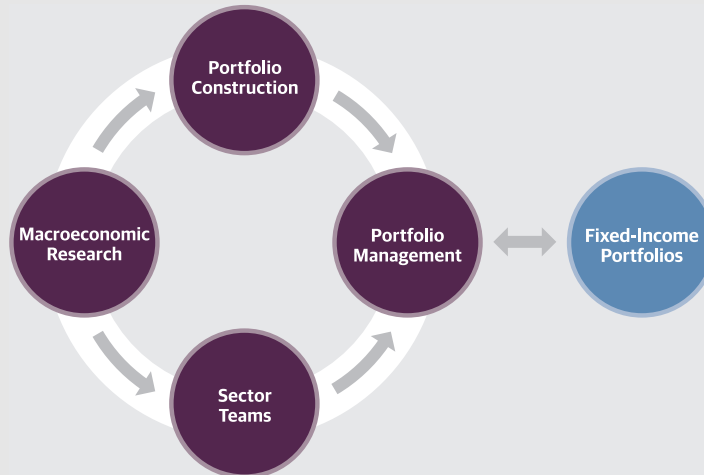 Portfolio
Construction
Macroeconomic
Research
Portfolio
Management
Fixed-Income
Portfolios
Sector
Teams